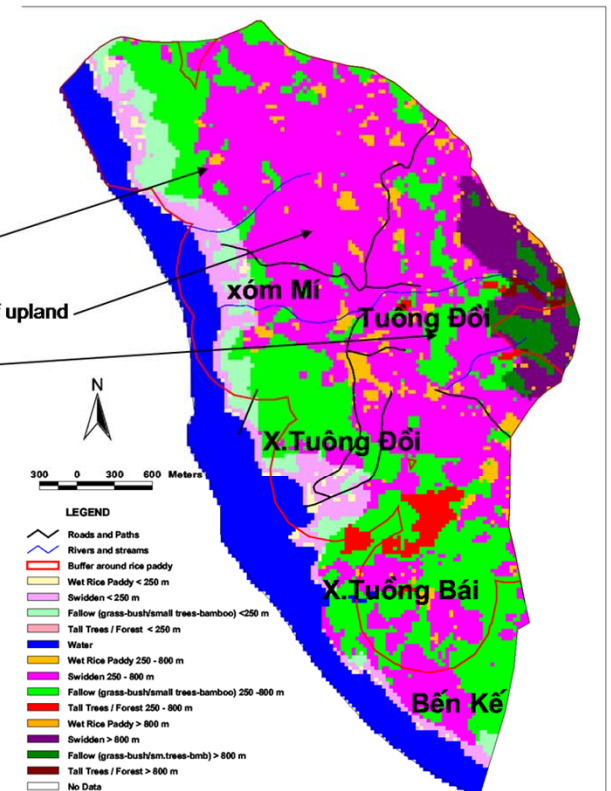 f upland
xóm Mí
Tuồng Đồi
N
X.Tuông Đồi
300 0 300 600 Meters
LEGEND
Roads and Paths
Rivers and streams
Buffer around rice paddy
Wet Rice Paddy < 250 m
Swidden < 250 m
Fallow (grass-bush/small trees-bamboo) <250 m
Tall Trees / Forest < 250 m
Water
Wet Rice Paddy 250 - 800 m
Swidden 250 - 800 m
Fallow (grass-bush/small trees-bamboo) 250 -800 m
Tall Trees / Forest 250 - 800 m
Wet Rice Paddy > 800 m
Swidden > 800 m
Fallow (grass-bush/sm.trees-bmb) > 800 m
Tall Trees / Forest > 800 m
No Data
X.Tuồng Bái
Bến Kế